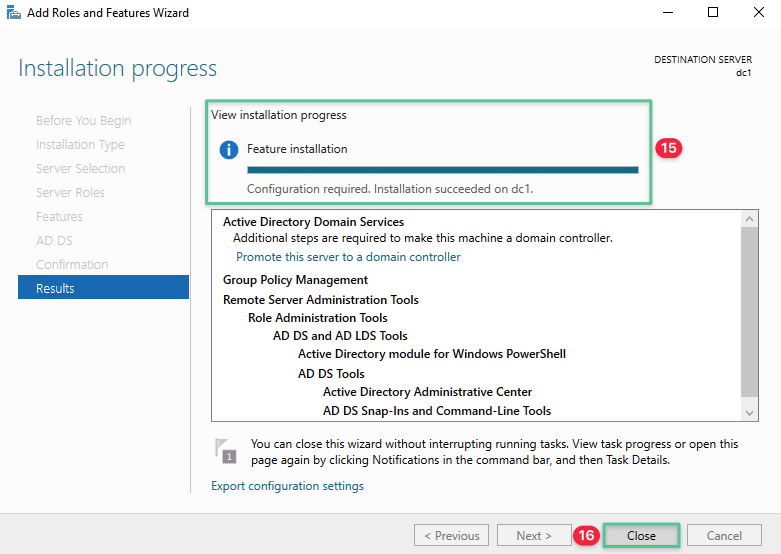 Add Roles and Features Wizard
Installation progress
DESTINATION SERVER
dc1
Before You Begin
Installation Type
Server Selection
Server Roles
Features
AD DS
Confirmation
Results
View installation progress
Feature installation
Configuration required. Installation succeeded on dc1.
15
Active Directory Domain Services
Additional steps are required to make this machine a domain controller.
Promote this server to a domain controller
Group Policy Management
Remote Server Administration Tools
Role Administration Tools
AD DS and AD LDS Tools
Active Directory module for Windows PowerShell
AD DS Tools
Active Directory Administrative Center
AD DS Snap-Ins and Command-Line Tools
1
You can close this wizard without interrupting running tasks. View task progress or open this
page again by clicking Notifications in the command bar, and then Task Details.
Export configuration settings
< Previous
Next >
16
Close
Cancel